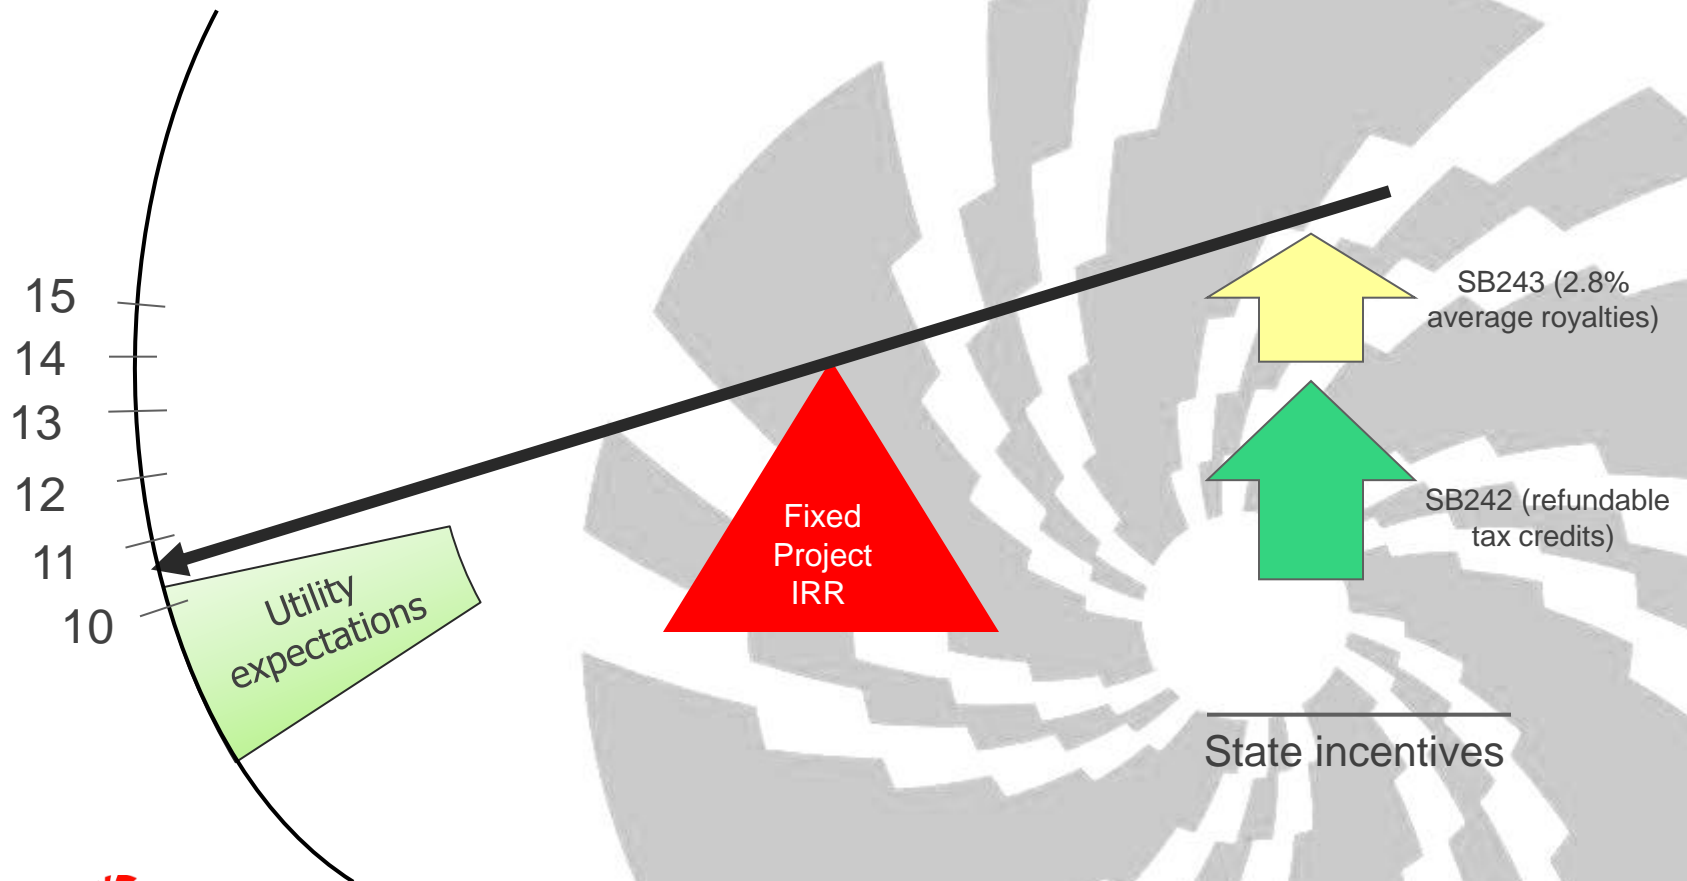 15
14
13
12
11
10
Utility
expectations
Fixed
Project
IRR
SB243 (2.8%
average royalties)
SB242 (refundable
tax credits)
State incentives